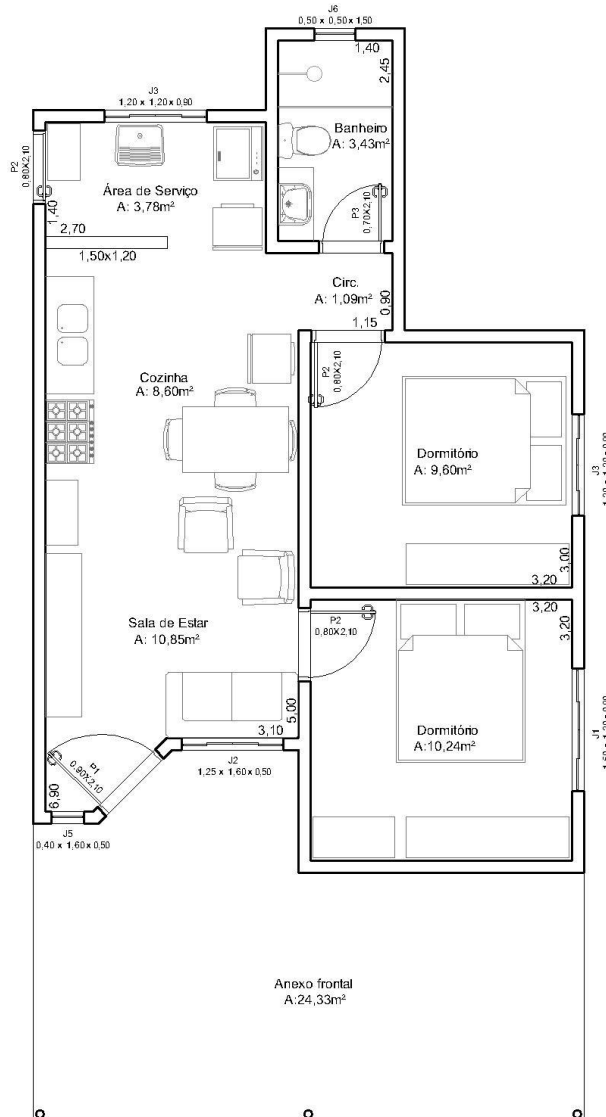 J6
0,50 x 0,50 x 1,50
1,40
2,45
J3
1,20 x 1,20 x 0,90
Banheiro
A: 3,43m²
P2
0,80X2,10
Área de Serviço
A: 3,78m²
1,40
P3
0,70X2,10
2,70
1,50x1,20
Circ.
A: 1,09m²
0,90
1,15
P2
0,80X2,10
Cozinha
A: 8,60m²
Dormitório
A: 9,60m²
J3
3,00
3,20
Sala de Estar
A: 10,85m²
P2
0,80X2,10
3,20
3,20
5,00
3,10
Dormitório
A:10,24m²
J1
J2
1,25 x 1,60 x 0,50
P1
0,90X2,10
6,90
J5
0,40 x 1,60 x 0,50
Anexo frontal
A:24,33m²